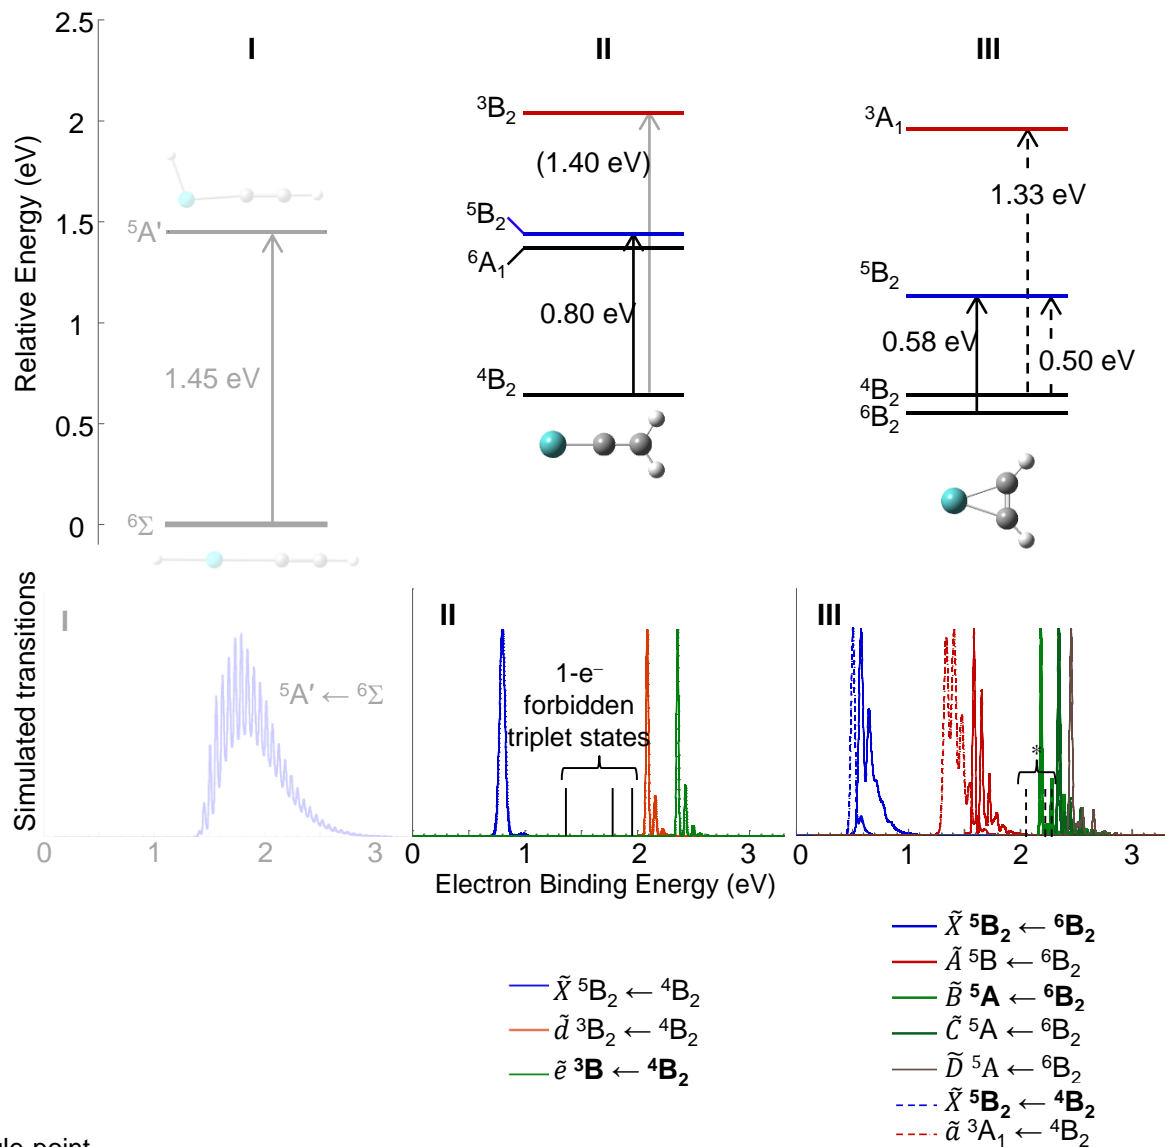 2.5
2
1.5
1
0.5
0
Relative Energy (eV)
I
⁵A′
1.45 eV
⁶Σ
II
³B₂
(1.40 eV)
⁵B₂
⁶A₁
0.80 eV
⁴B₂
III
³A₁
1.33 eV
⁵B₂
0.58 eV
0.50 eV
⁴B₂
⁶B₂
Simulated transitions
I
⁵A′ ← ⁶Σ
0 1 2 3
II
1-e⁻
forbidden
triplet states
0 1 2 3
III
*
0 1 2 3
Electron Binding Energy (eV)
X̃ ⁵B₂ ← ⁴B₂
d̃ ³B₂ ← ⁴B₂
ẽ ³B ← ⁴B₂
X̃ ⁵B₂ ← ⁶B₂
Ã ⁵B ← ⁶B₂
B̃ ⁵A ← ⁶B₂
C̃ ⁵A ← ⁶B₂
D̃ ⁵A ← ⁶B₂
X̃ ⁵B₂ ← ⁴B₂
ã ³A₁ ← ⁴B₂